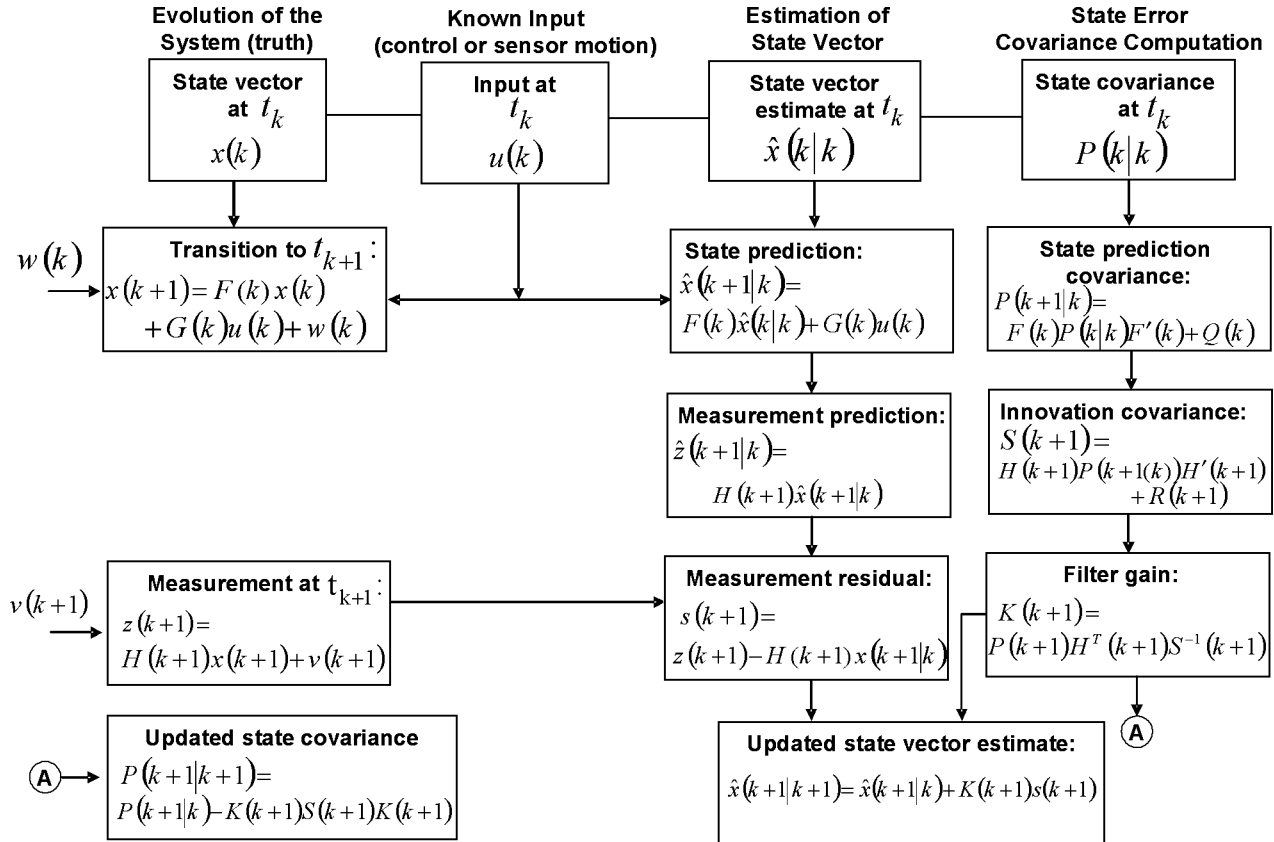 Evolution of the
System (truth)
Known Input
(control or sensor motion)
Estimation of
State Vector
State Error
Covariance Computation
State vector
at t_k
x(k)
Input at
t_k
u(k)
State vector
estimate at t_k
x̂(k|k)
State covariance
at t_k
P(k|k)
w(k)
Transition to t_{k+1}:
x(k+1)=F(k)x(k)
+G(k)u(k)+w(k)
State prediction:
x̂(k+1|k)=
F(k)x̂(k|k)+G(k)u(k)
State prediction
covariance:
P(k+1|k)=
F(k)P(k|k)F'(k)+Q(k)
Measurement prediction:
ẑ(k+1|k)=
H(k+1)x̂(k+1|k)
Innovation covariance:
S(k+1)=
H(k+1)P(k+1(k))H'(k+1)
+R(k+1)
v(k+1)
Measurement at t_{k+1}:
z(k+1)=
H(k+1)x(k+1)+v(k+1)
Measurement residual:
s(k+1)=
z(k+1)−H(k+1)x(k+1|k)
Filter gain:
K(k+1)=
P(k+1)H^T(k+1)S^{-1}(k+1)
A
A
Updated state covariance
P(k+1|k+1)=
P(k+1|k)−K(k+1)S(k+1)K(k+1)
Updated state vector estimate:
x̂(k+1|k+1)=x̂(k+1|k)+K(k+1)s(k+1)